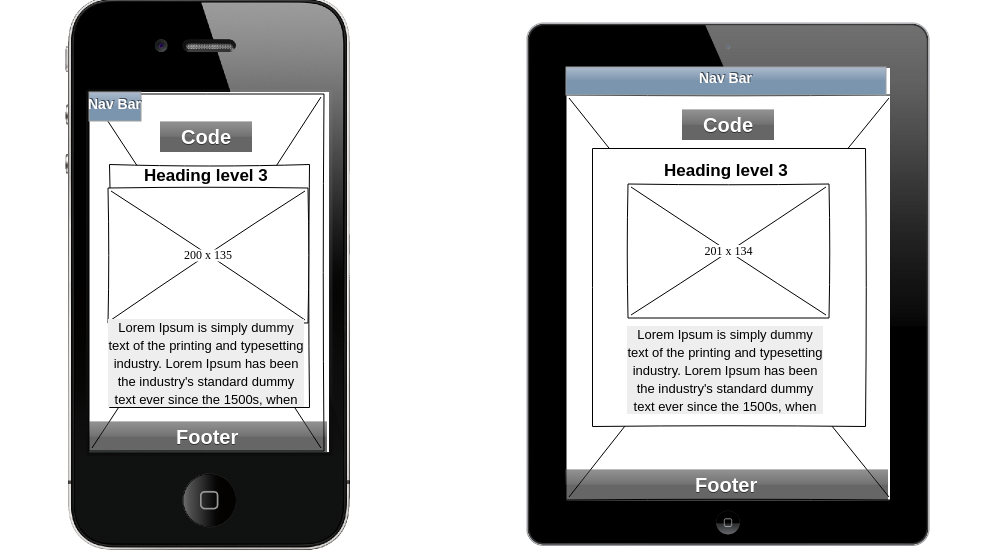 Nav Bar
Code
Heading level 3
200 x 135
Lorem Ipsum is simply dummy
text of the printing and typesetting
industry. Lorem Ipsum has been
the industry's standard dummy
text ever since the 1500s, when
Footer
Nav Bar
Code
Heading level 3
201 x 134
Lorem Ipsum is simply dummy
text of the printing and typesetting
industry. Lorem Ipsum has been
the industry's standard dummy
text ever since the 1500s, when
Footer